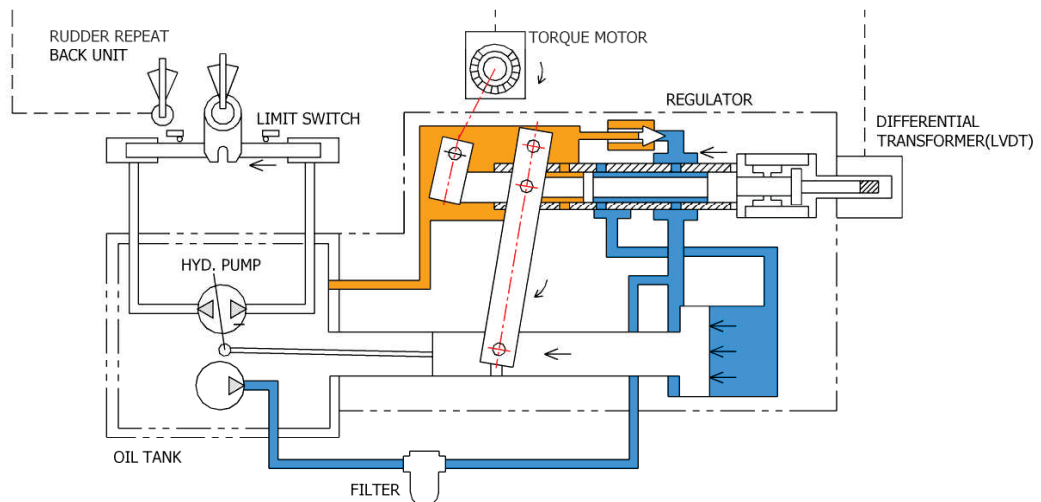 RUDDER REPEAT
BACK UNIT
TORQUE MOTOR
LIMIT SWITCH
REGULATOR
DIFFERENTIAL
TRANSFORMER(LVDT)
HYD. PUMP
OIL TANK
FILTER